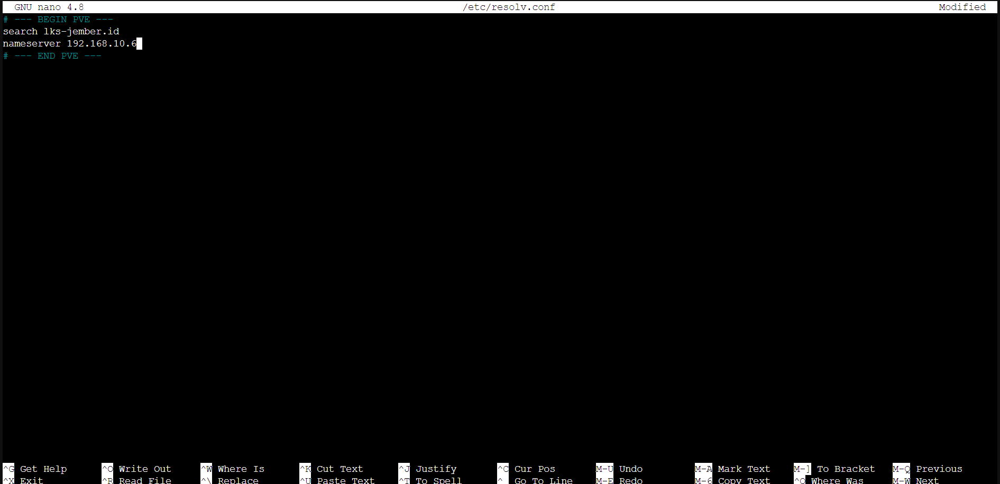 GNU nano 4.8 /etc/resolv.conf Modified
# --- BEGIN PVE ---
search lks-jember.id
nameserver 192.168.10.6
# --- END PVE ---
^G Get Help ^O Write Out ^W Where Is ^K Cut Text ^J Justify ^C Cur Pos M-U Undo M-A Mark Text M-] To Bracket M-Q Previous
^X Exit ^R Read File ^\ Replace ^U Paste Text ^T To Spell ^_ Go To Line M-E Redo M-6 Copy Text ^Q Where Was M-W Next